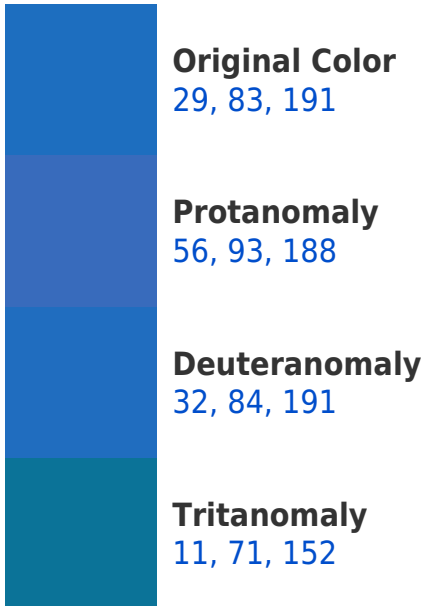 Original Color
29, 83, 191
Protanomaly
56, 93, 188
Deuteranomaly
32, 84, 191
Tritanomaly
11, 71, 152